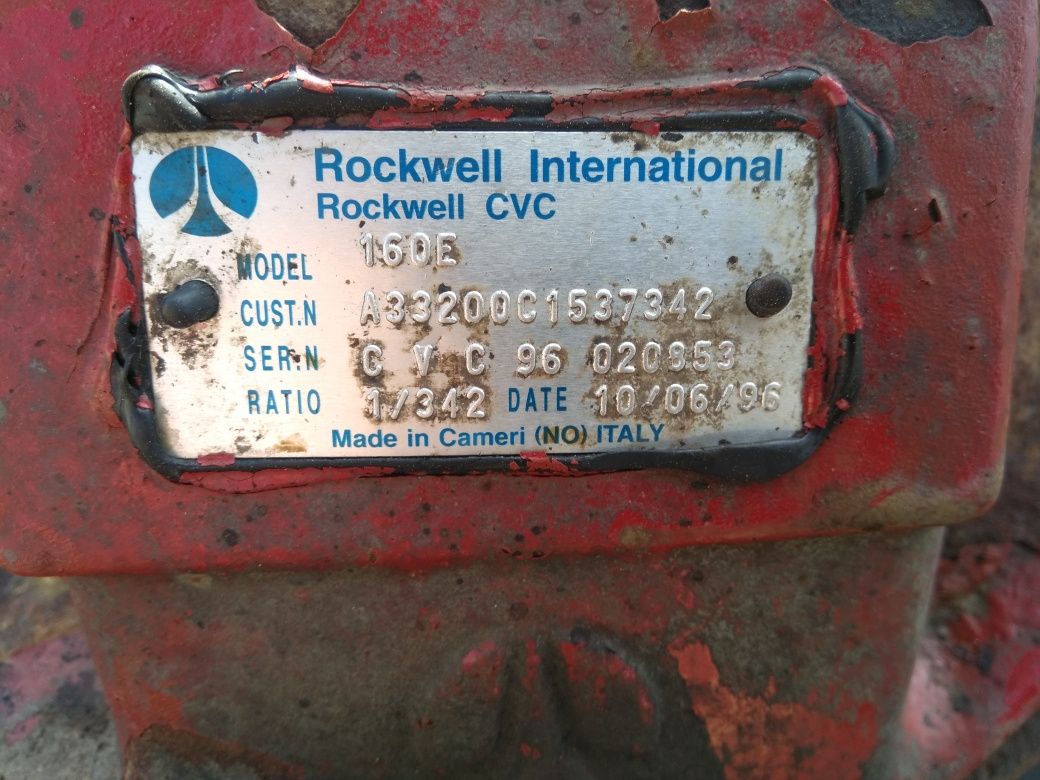 Rockwell International
Rockwell CVC
MODEL 160E
CUST.N A33200C1537342
SER.N C V C 96 020853
RATIO 1/342 DATE 10/06/96
Made in Cameri (NO) ITALY